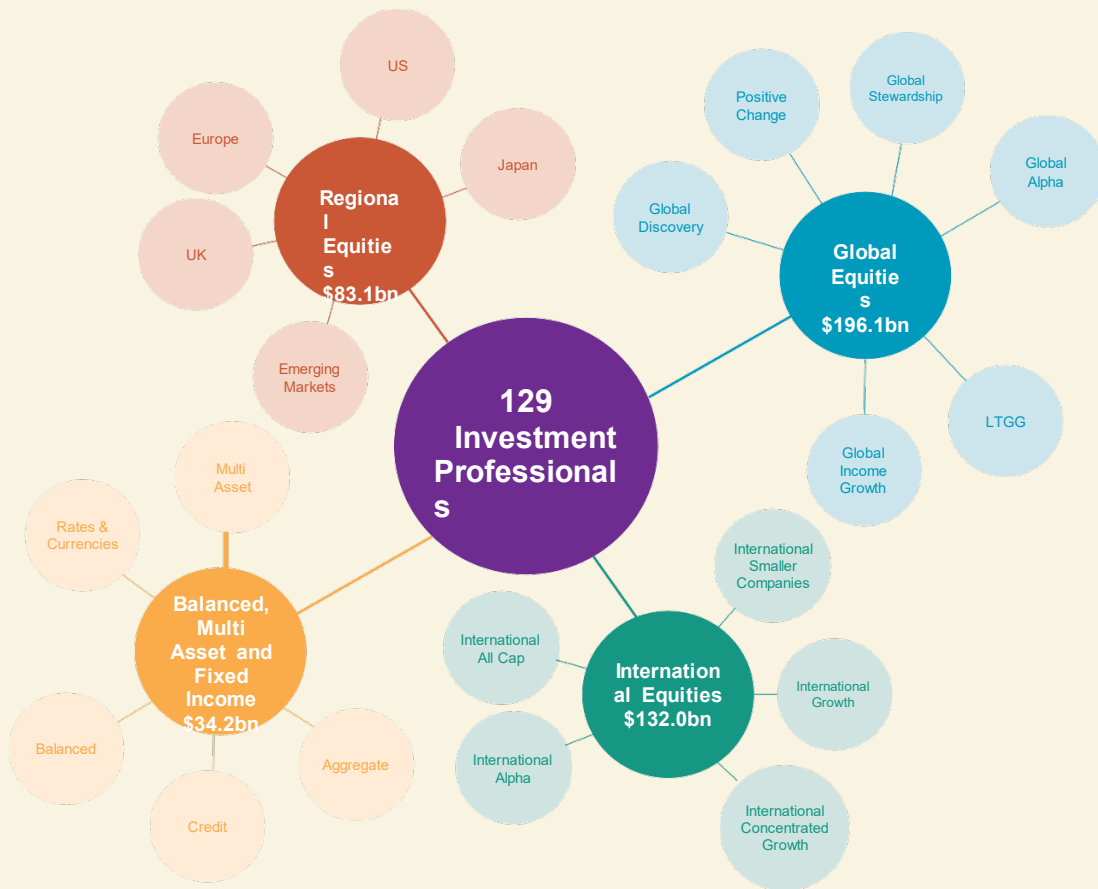 US
Europe
Japan
UK
Regiona
l
Equitie
s
$83.1bn
Emerging
Markets
Positive
Change
Global
Stewardship
Global
Alpha
Global
Discovery
Global
Equitie
s
$196.1bn
LTGG
Global
Income
Growth
129
Investment
Professional
s
Multi
Asset
Rates &
Currencies
Balanced,
Multi
Asset and
Fixed
Income
$34.2bn
Balanced
Aggregate
Credit
International
Smaller
Companies
International
All Cap
Internation
al Equities
$132.0bn
International
Growth
International
Alpha
International
Concentrated
Growth